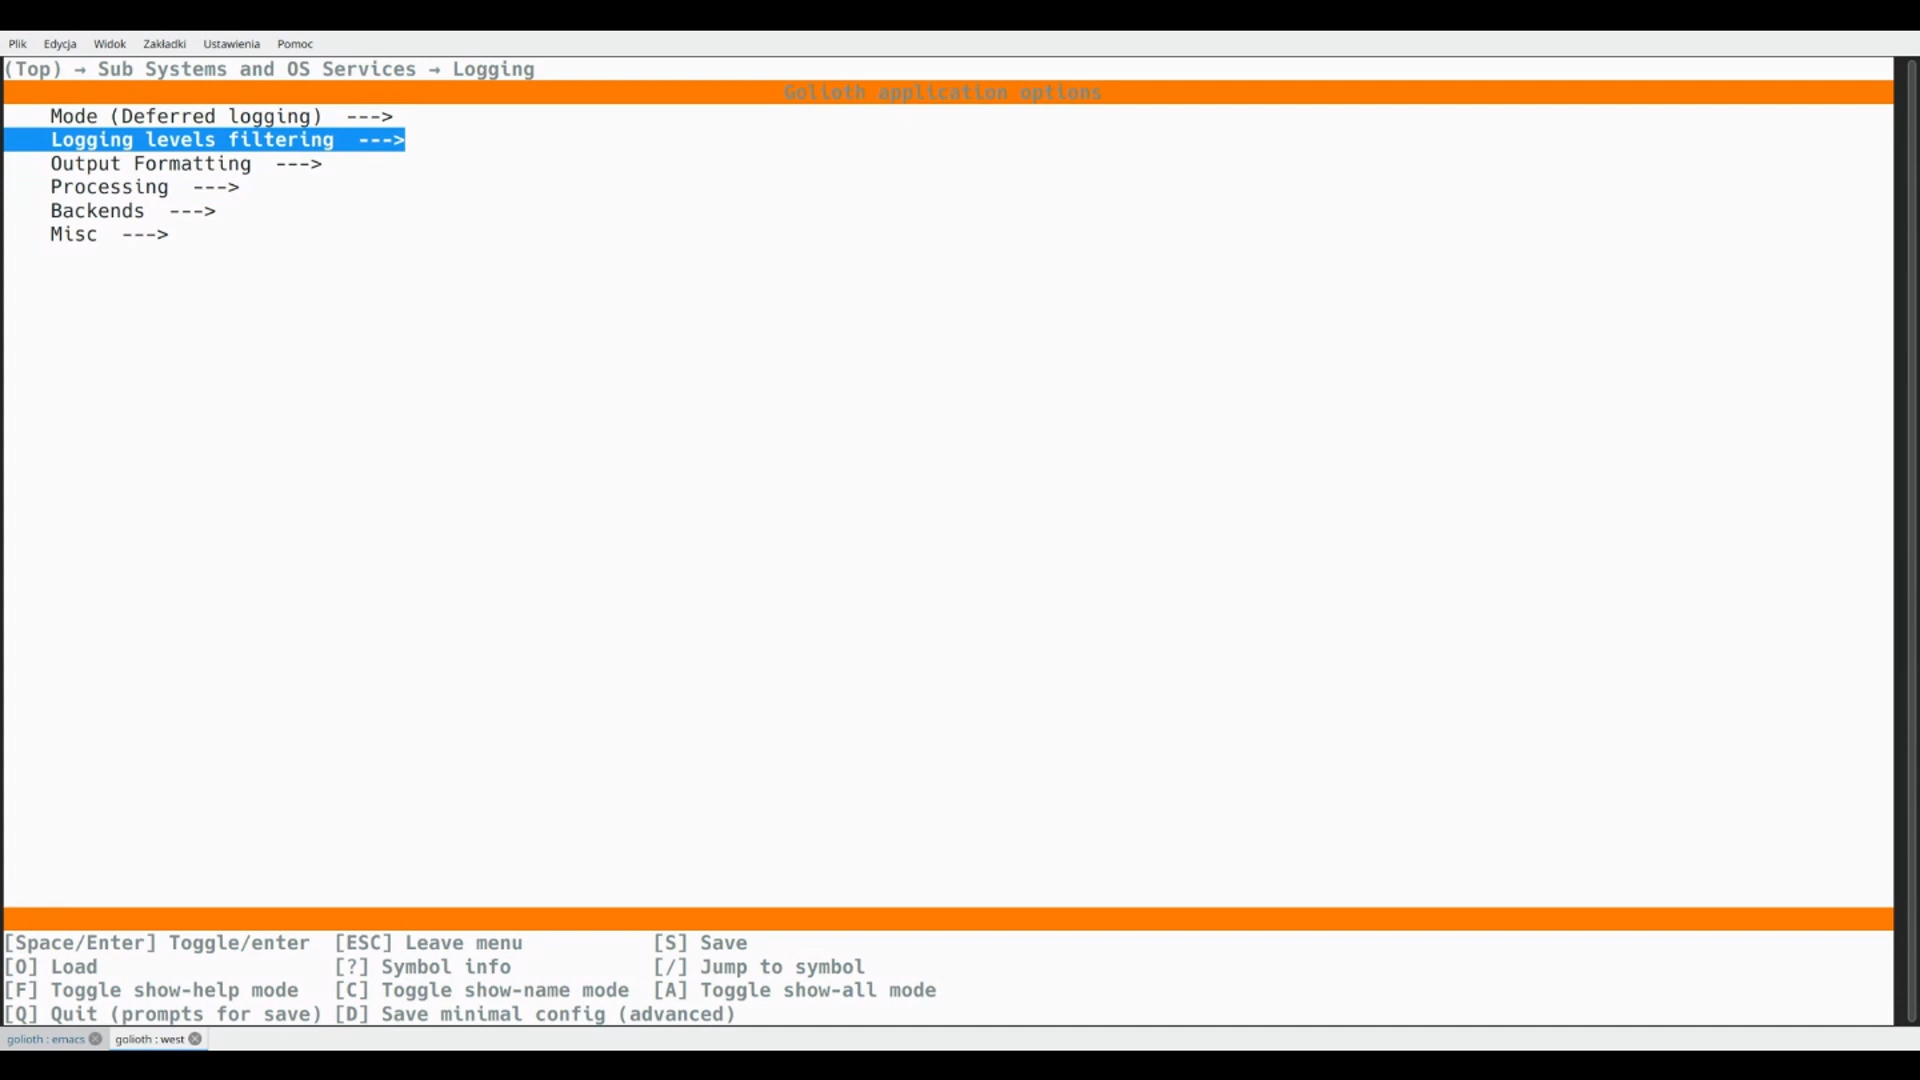 Plik Edycja Widok Zakładki Ustawienia Pomoc
(Top) → Sub Systems and OS Services → Logging
Golioth application options
Mode (Deferred logging)  --->
Logging levels filtering  --->
Output Formatting  --->
Processing  --->
Backends  --->
Misc  --->
[Space/Enter] Toggle/enter [ESC] Leave menu [S] Save
[O] Load [?] Symbol info [/] Jump to symbol
[F] Toggle show-help mode [C] Toggle show-name mode [A] Toggle show-all mode
[Q] Quit (prompts for save) [D] Save minimal config (advanced)
golioth : emacs golioth : west